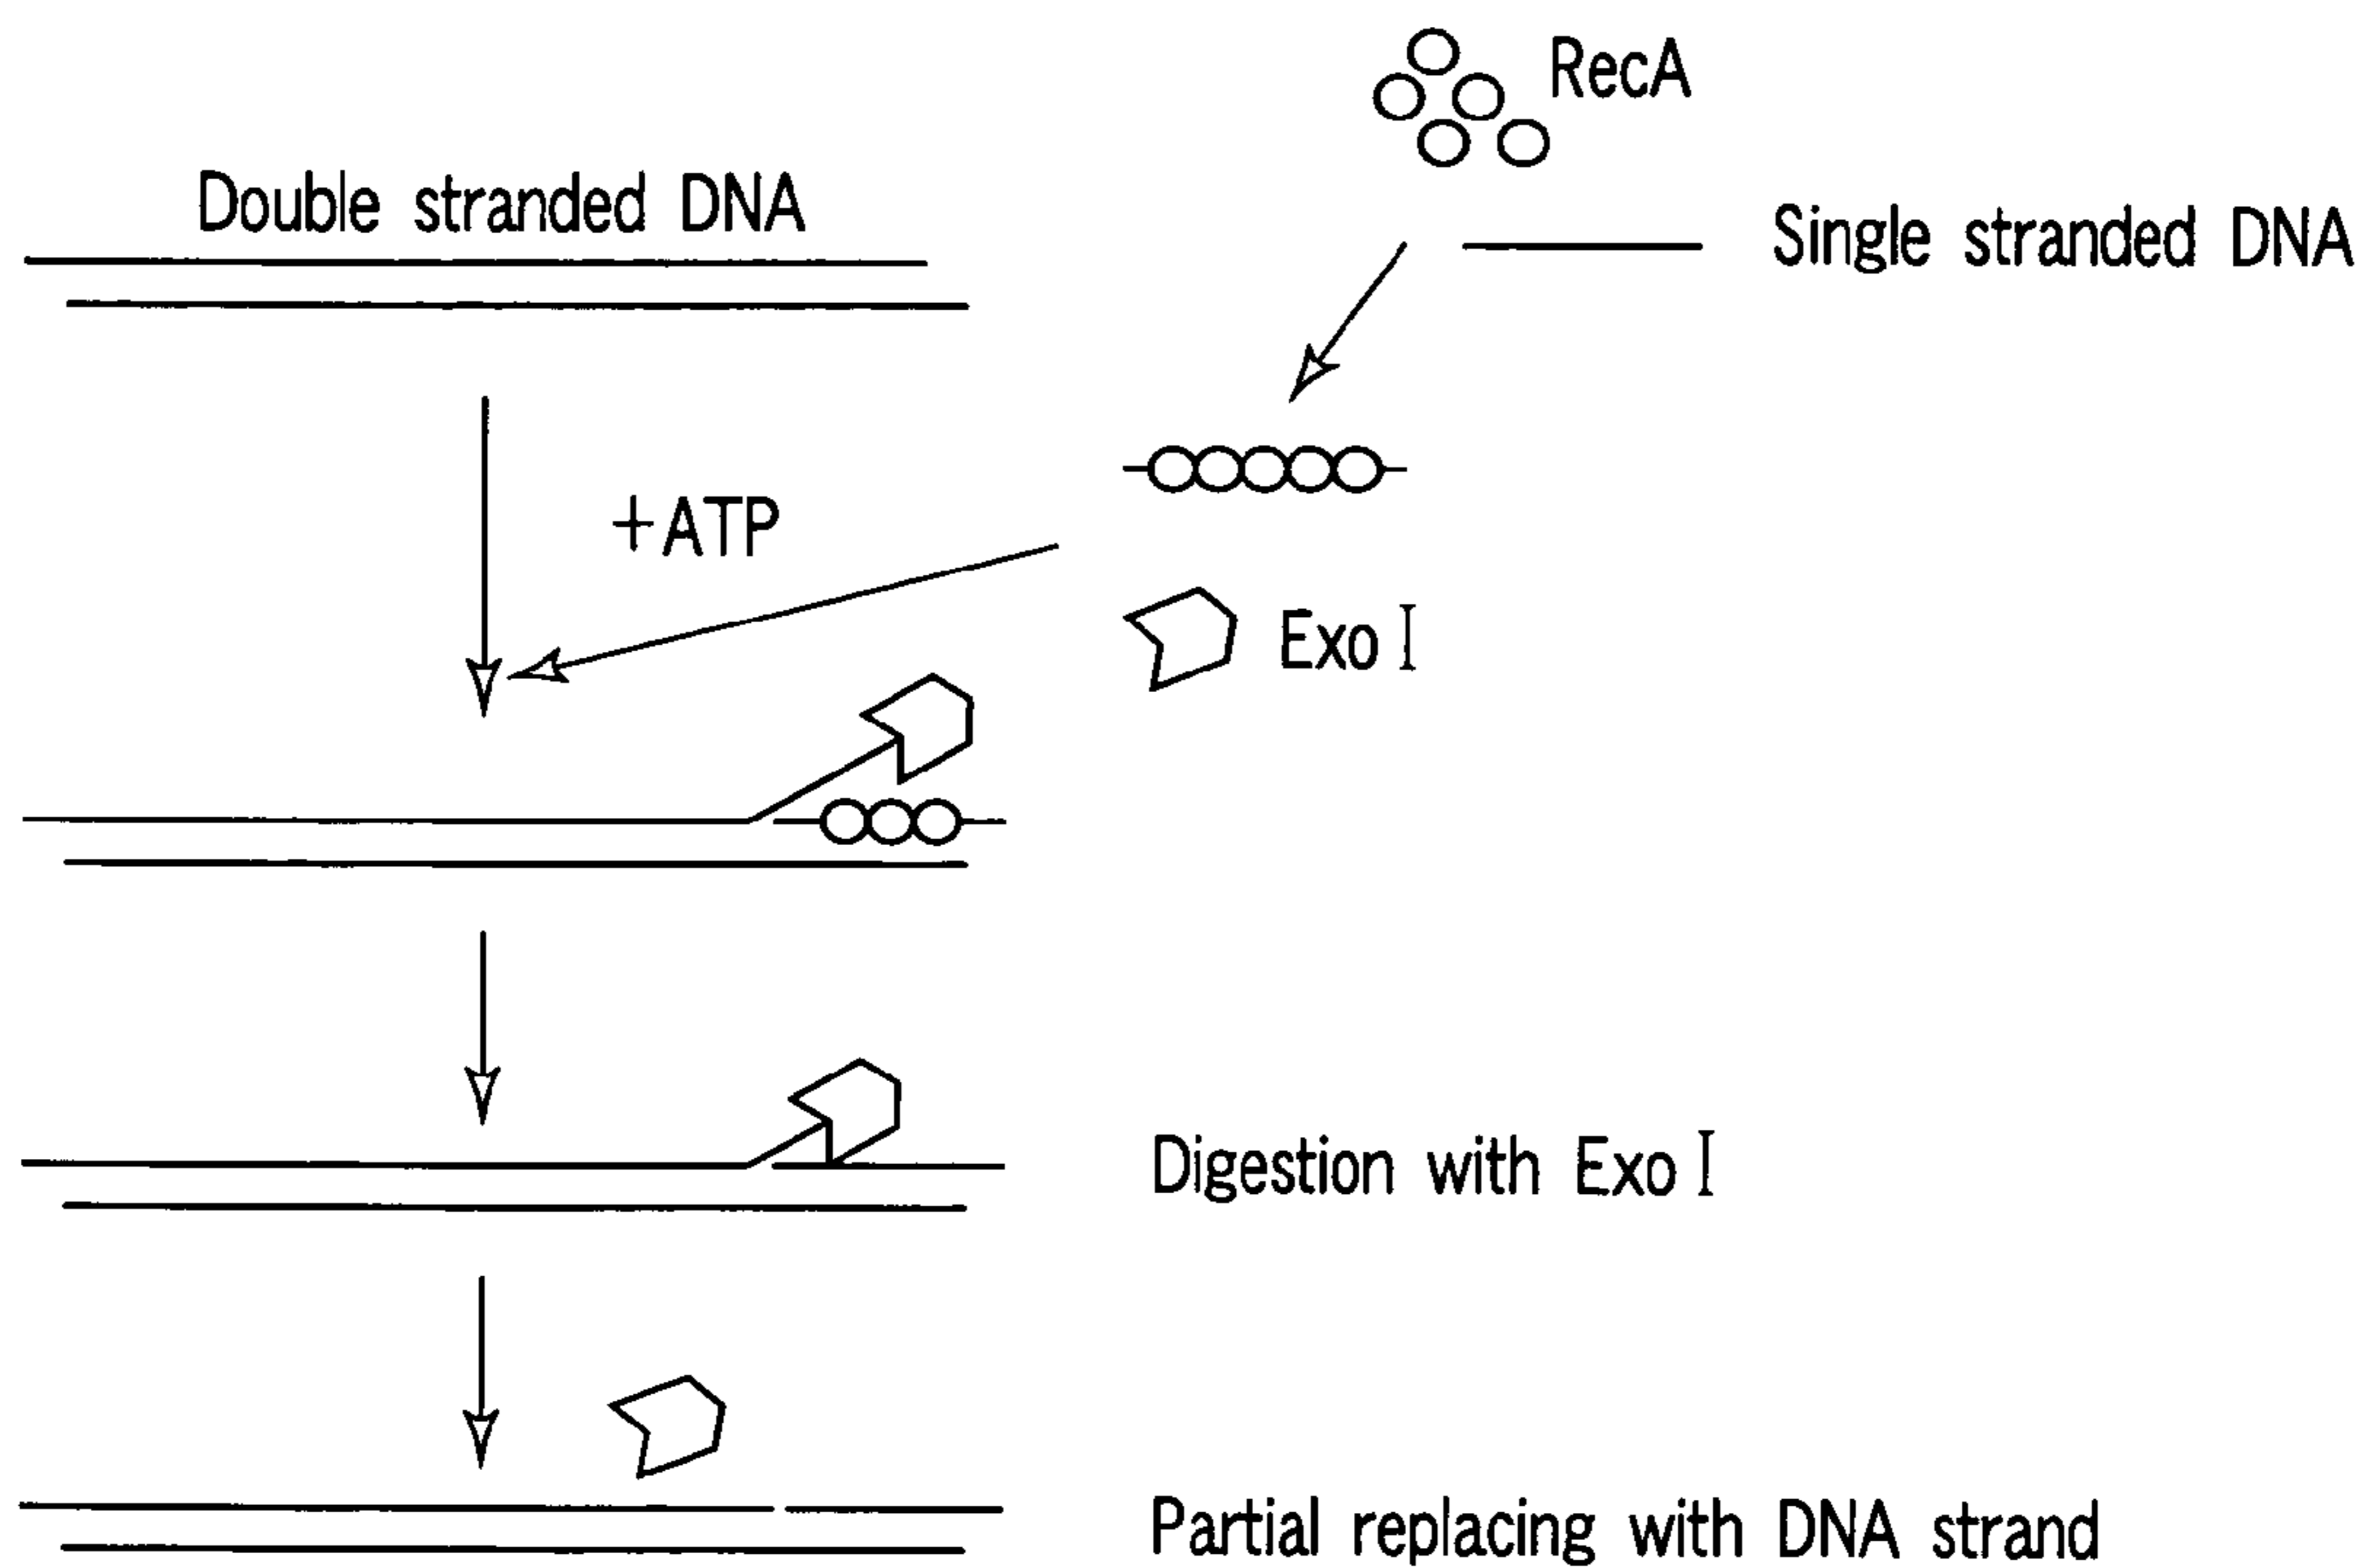 RecA
Double stranded DNA
Single stranded DNA
+ATP
Exo I
Digestion with Exo I
Partial replacing with DNA strand